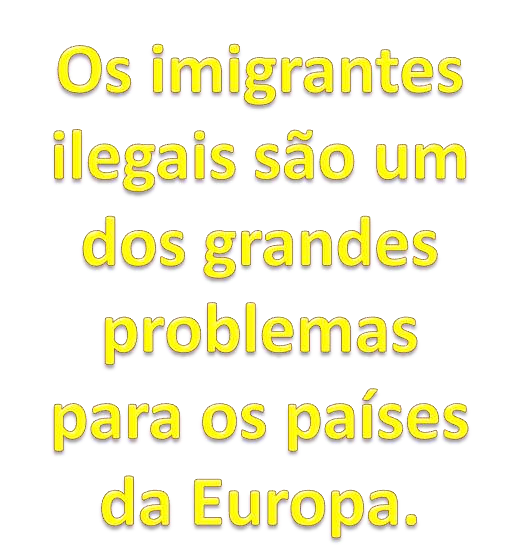 Os imigrantes
ilegais são um
dos grandes
problemas
para os países
da Europa.